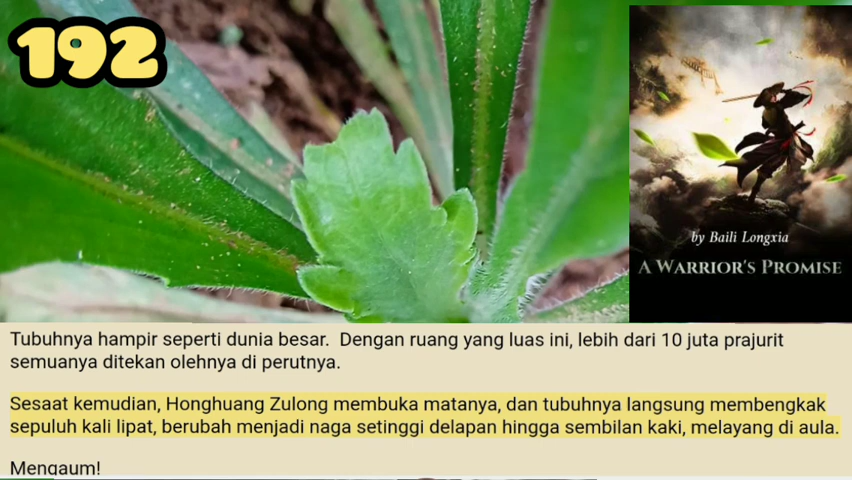 192
by Baili Longxia
A WARRIOR'S PROMISE
Tubuhnya hampir seperti dunia besar.  Dengan ruang yang luas ini, lebih dari 10 juta prajurit
semuanya ditekan olehnya di perutnya.
Sesaat kemudian, Honghuang Zulong membuka matanya, dan tubuhnya langsung membengkak
sepuluh kali lipat, berubah menjadi naga setinggi delapan hingga sembilan kaki, melayang di aula.
Mengaum!